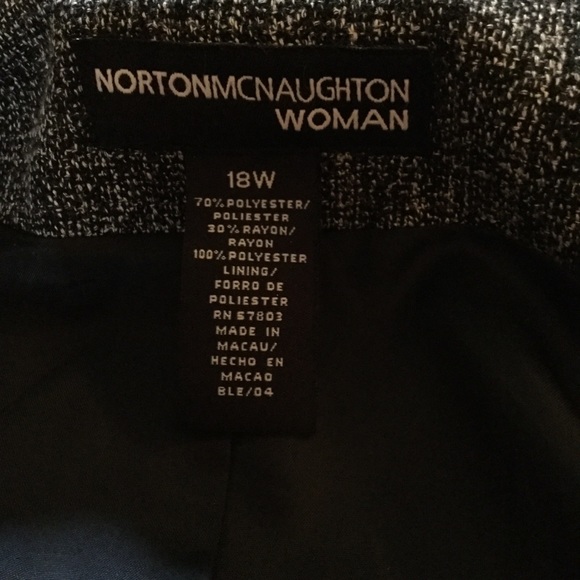 NORTONMCNAUGHTON
WOMAN
18W
70% POLYESTER/
POLIESTER
30% RAYON/
RAYON
100% POLYESTER
LINING/
FORRO DE
POLIESTER
RN 57803
MADE IN
MACAU/
HECHO EN
MACAO
BLE/04